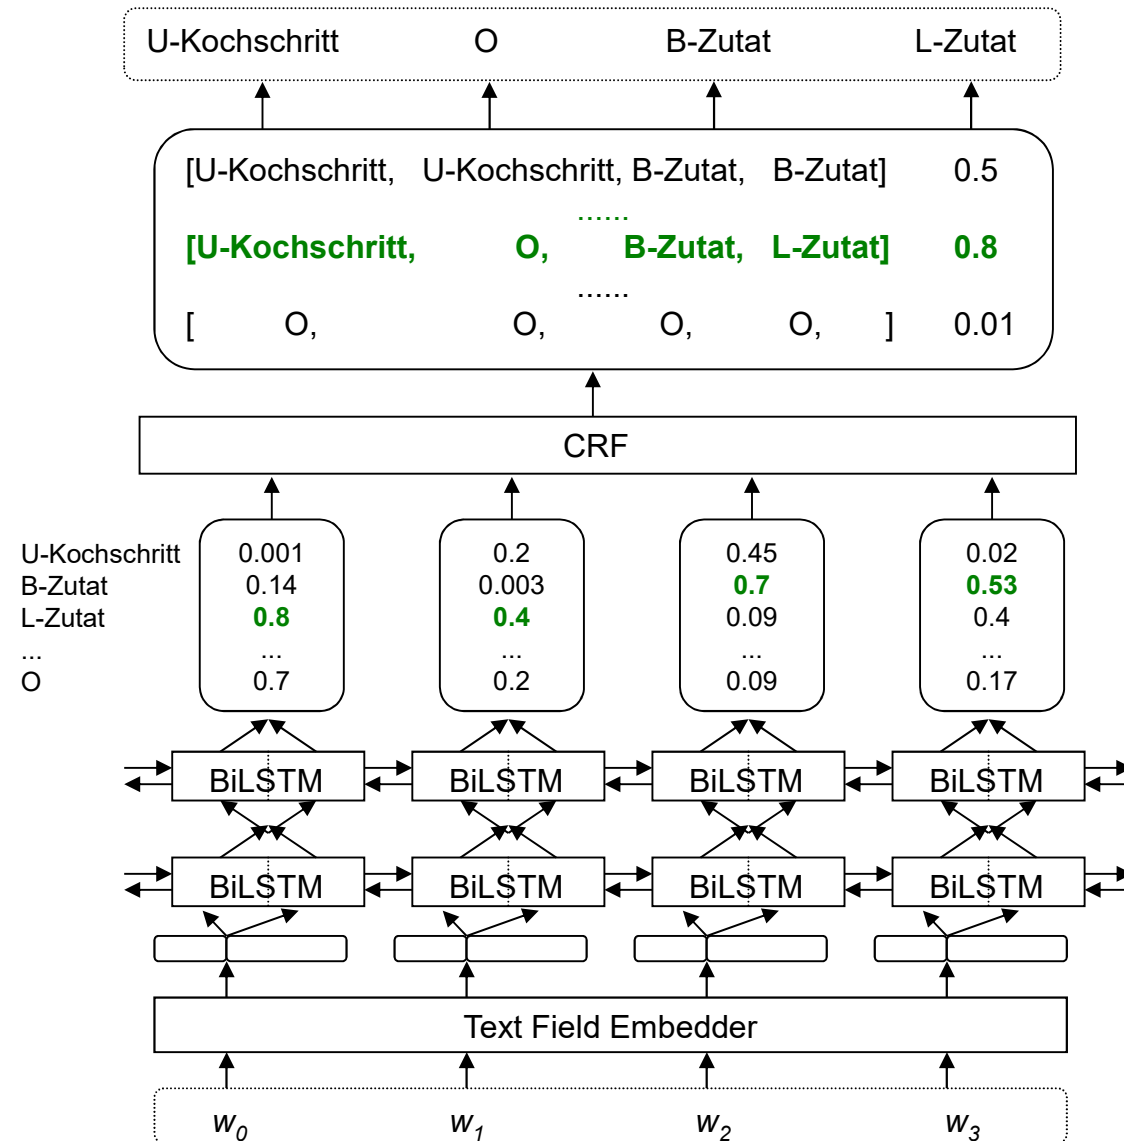 U-Kochschritt O B-Zutat L-Zutat
[U-Kochschritt, U-Kochschritt, B-Zutat, B-Zutat] 0.5
......
[U-Kochschritt, O, B-Zutat, L-Zutat] 0.8
......
[ O, O, O, O, ] 0.01
CRF
U-Kochschritt 0.001 0.2 0.45 0.02
B-Zutat 0.14 0.003 0.7 0.53
L-Zutat 0.8 0.4 0.09 0.4
... ... ... ... ...
O 0.7 0.2 0.09 0.17
BiLSTM BiLSTM BiLSTM BiLSTM
BiLSTM BiLSTM BiLSTM BiLSTM
Text Field Embedder
w0 w1 w2 w3